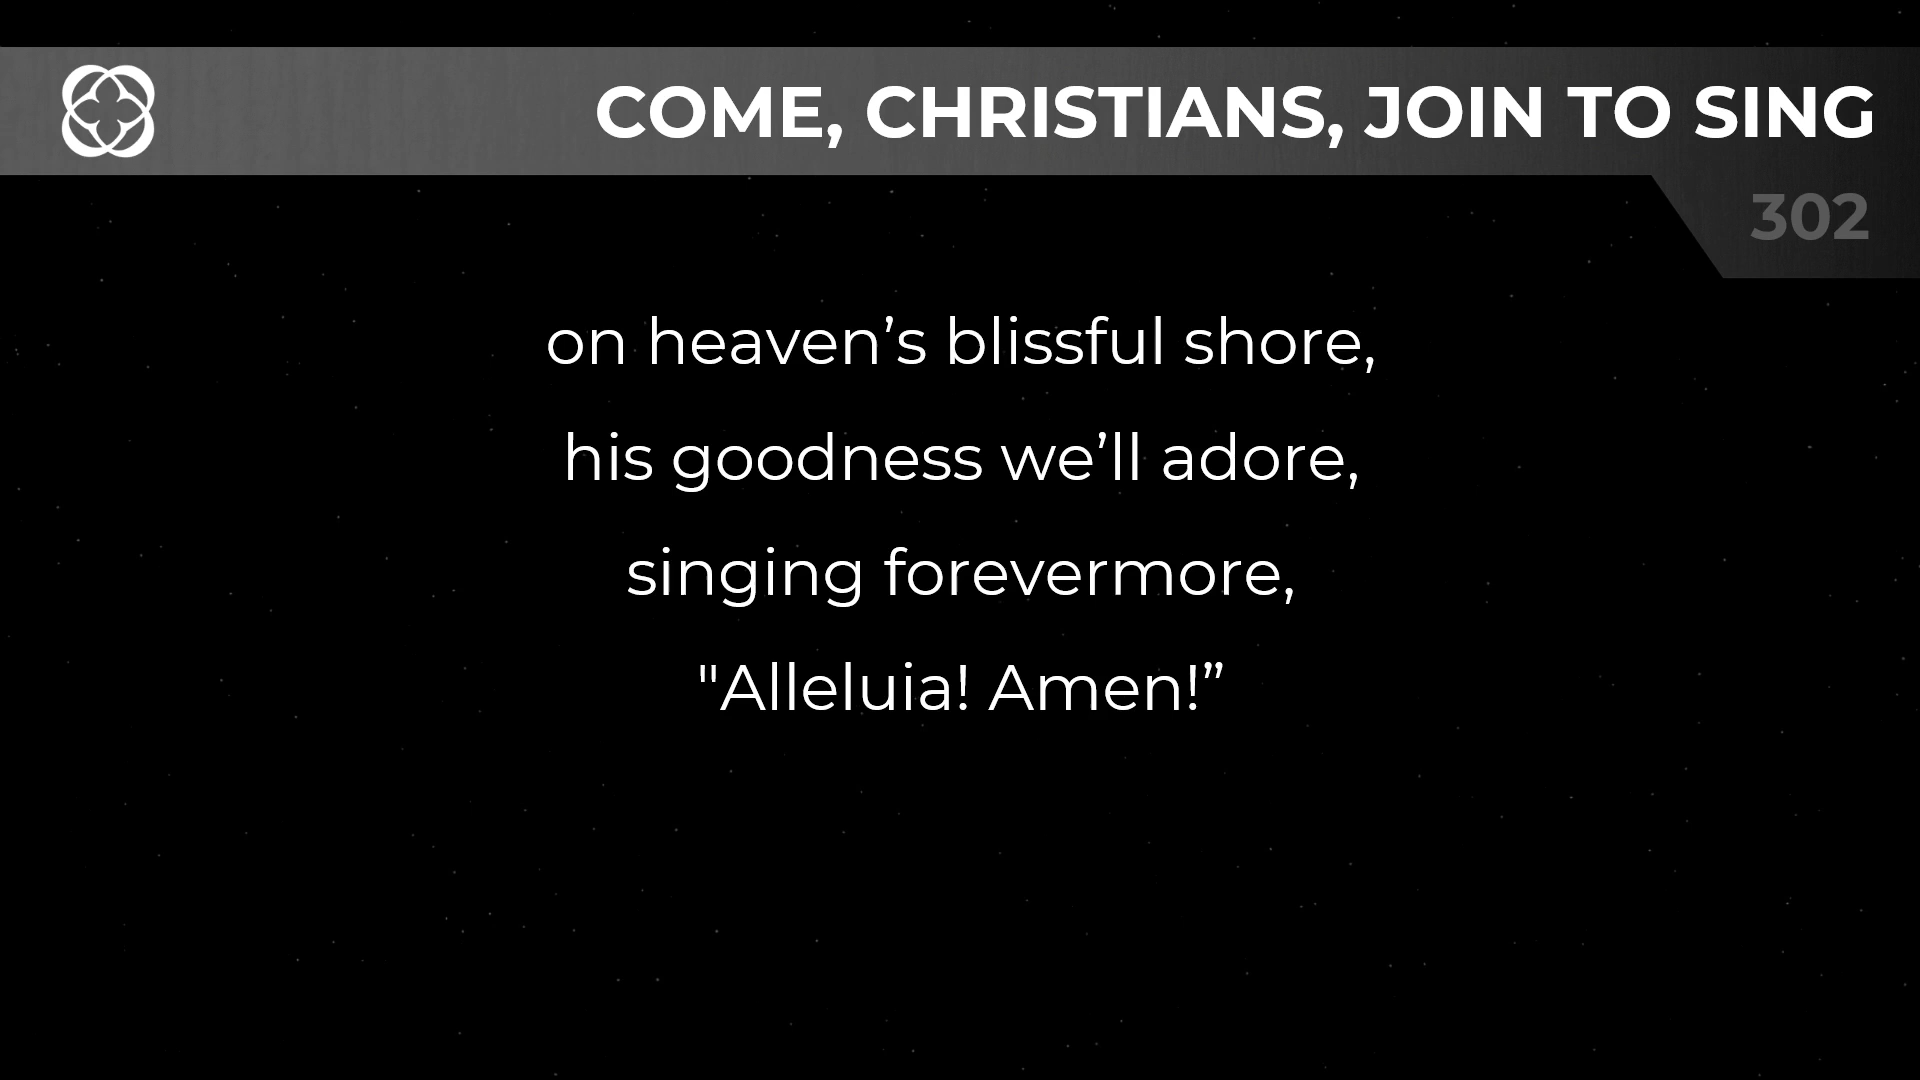 COME, CHRISTIANS, JOIN TO SING
302
on heaven’s blissful shore,
his goodness we’ll adore,
singing forevermore,
"Alleluia! Amen!”